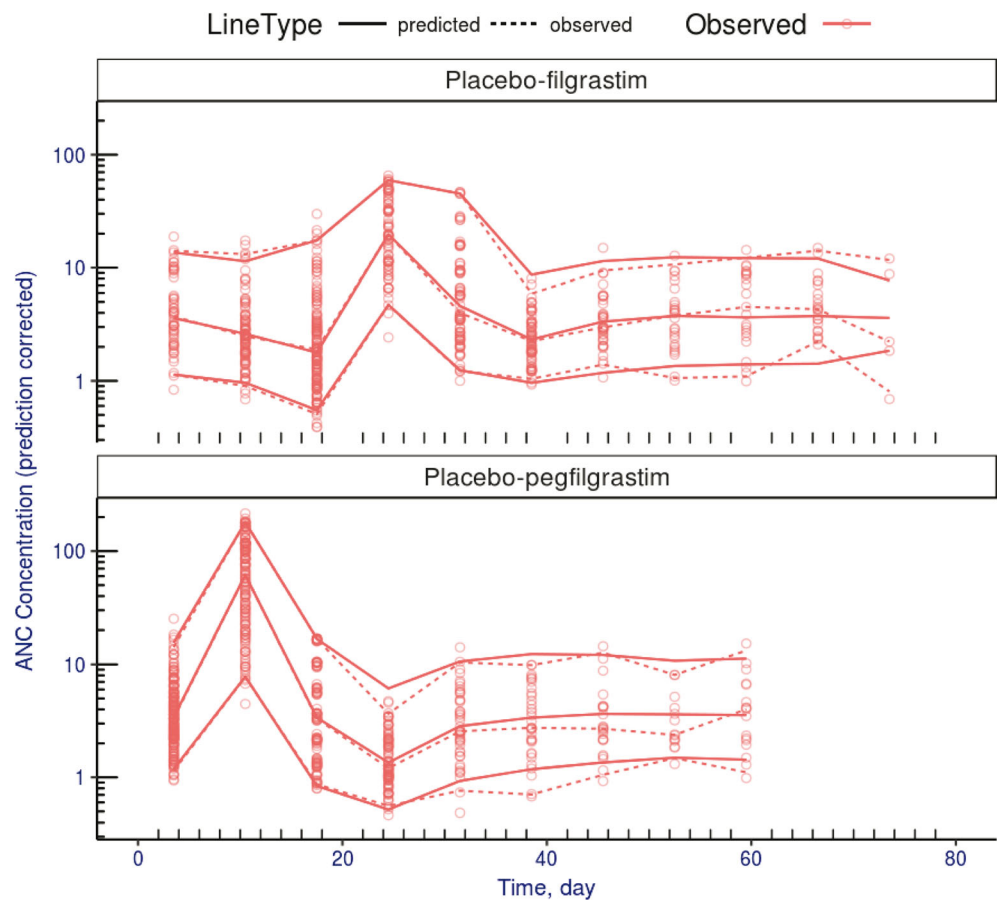 LineType predicted observed Observed
Placebo-filgrastim
100
10
1
Placebo-pegfilgrastim
100
10
1
ANC Concentration (prediction corrected)
0 20 40 60 80
Time, day